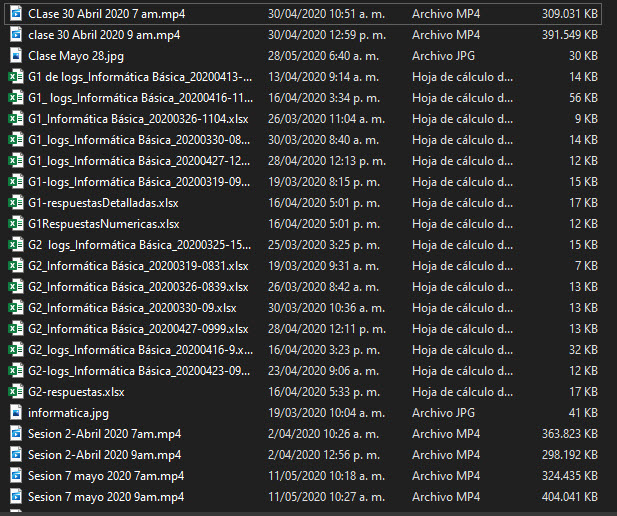 CLase 30 Abril 2020 7 am.mp4 30/04/2020 10:51 a. m. Archivo MP4 309.031 KB
clase 30 Abril 2020 9 am.mp4 30/04/2020 12:59 p. m. Archivo MP4 391.549 KB
Clase Mayo 28.jpg 28/05/2020 6:40 a. m. Archivo JPG 30 KB
G1 de logs_Informática Básica_20200413-... 13/04/2020 9:14 a. m. Hoja de cálculo d... 14 KB
G1_ logs_Informática Básica_20200416-11... 16/04/2020 3:34 p. m. Hoja de cálculo d... 56 KB
G1_Informática Básica_20200326-1104.xlsx 26/03/2020 11:04 a. m. Hoja de cálculo d... 9 KB
G1_logs_Informática Básica_20200330-08... 30/03/2020 8:40 a. m. Hoja de cálculo d... 14 KB
G1_logs_Informática Básica_20200427-12... 28/04/2020 12:13 p. m. Hoja de cálculo d... 12 KB
G1-logs_Informática Básica_20200319-09... 19/03/2020 8:15 p. m. Hoja de cálculo d... 15 KB
G1-respuestasDetalladas.xlsx 16/04/2020 5:01 p. m. Hoja de cálculo d... 17 KB
G1RespuestasNumericas.xlsx 16/04/2020 5:01 p. m. Hoja de cálculo d... 12 KB
G2 logs_Informática Básica_20200325-15... 25/03/2020 3:25 p. m. Hoja de cálculo d... 15 KB
G2_Informática Básica_20200319-0831.xlsx 19/03/2020 9:31 a. m. Hoja de cálculo d... 7 KB
G2_Informática Básica_20200326-0839.xlsx 26/03/2020 8:42 a. m. Hoja de cálculo d... 13 KB
G2_Informática Básica_20200330-09.xlsx 30/03/2020 10:36 a. m. Hoja de cálculo d... 13 KB
G2_Informática Básica_20200427-0999.xlsx 28/04/2020 12:11 p. m. Hoja de cálculo d... 13 KB
G2_logs_Informática Básica_20200416-9.x... 16/04/2020 3:23 p. m. Hoja de cálculo d... 32 KB
G2-logs_Informática Básica_20200423-09... 23/04/2020 9:06 a. m. Hoja de cálculo d... 12 KB
G2-respuestas.xlsx 16/04/2020 5:33 p. m. Hoja de cálculo d... 17 KB
informatica.jpg 19/03/2020 10:04 a. m. Archivo JPG 41 KB
Sesion 2-Abril 2020 7am.mp4 2/04/2020 10:26 a. m. Archivo MP4 363.823 KB
Sesion 2-Abril 2020 9am.mp4 2/04/2020 12:56 p. m. Archivo MP4 298.192 KB
Sesion 7 mayo 2020 7am.mp4 11/05/2020 10:18 a. m. Archivo MP4 324.435 KB
Sesion 7 mayo 2020 9am.mp4 11/05/2020 10:27 a. m. Archivo MP4 404.041 KB